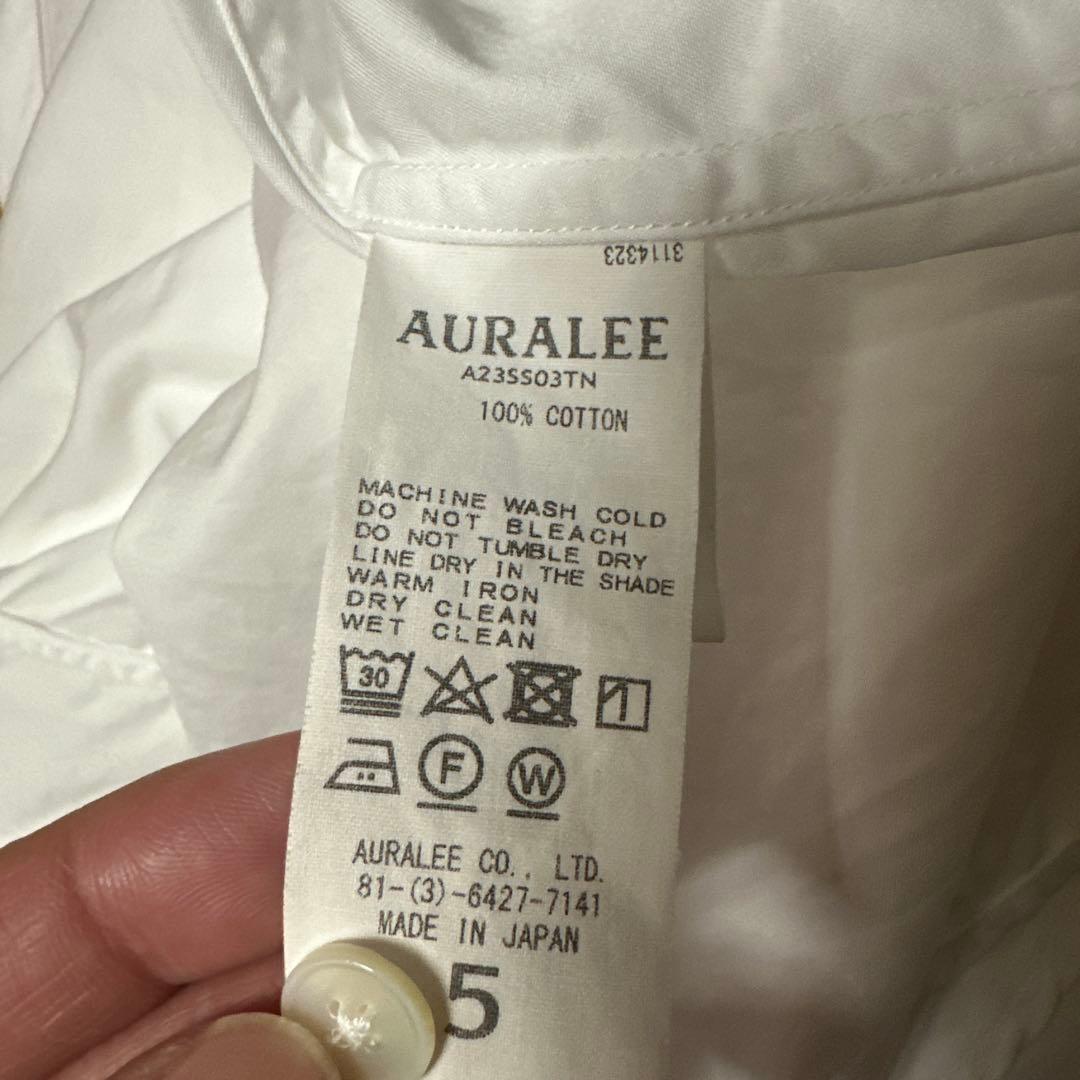 3114323
AURALEE
A23SS03TN
100% COTTON
MACHINE WASH COLD
DO NOT BLEACH
DO NOT TUMBLE DRY
LINE DRY IN THE SHADE
WARM IRON
DRY CLEAN
WET CLEAN
30
F W
AURALEE CO., LTD.
81-(3)-6427-7141
MADE IN JAPAN
5